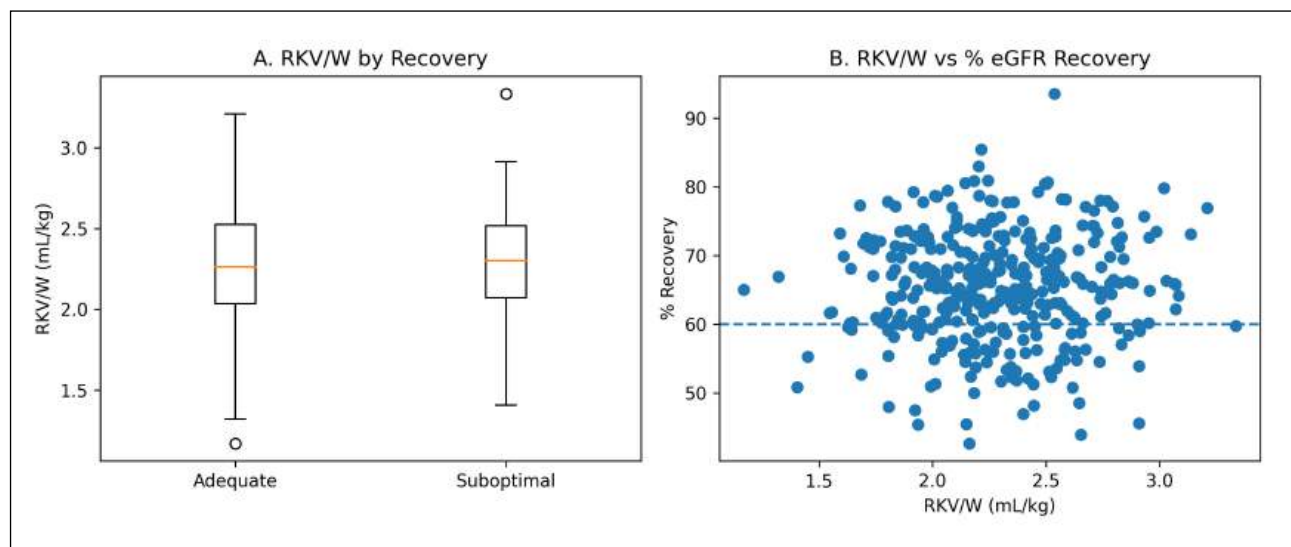 A. RKV/W by Recovery
RKV/W (mL/kg)
3.0
2.5
2.0
1.5
Adequate
Suboptimal
B. RKV/W vs % eGFR Recovery
% Recovery
90
80
70
60
50
1.5
2.0
2.5
3.0
RKV/W (mL/kg)